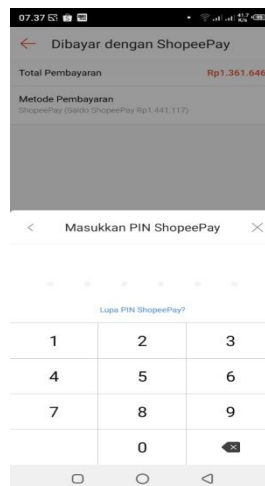 07.37
Dibayar dengan ShopeePay
Total Pembayaran Rp1.361.646
Metode Pembayaran
ShopeePay (Saldo ShopeePay Rp1.441.117)
Masukkan PIN ShopeePay
Lupa PIN ShopeePay?
1 2 3
4 5 6
7 8 9
0